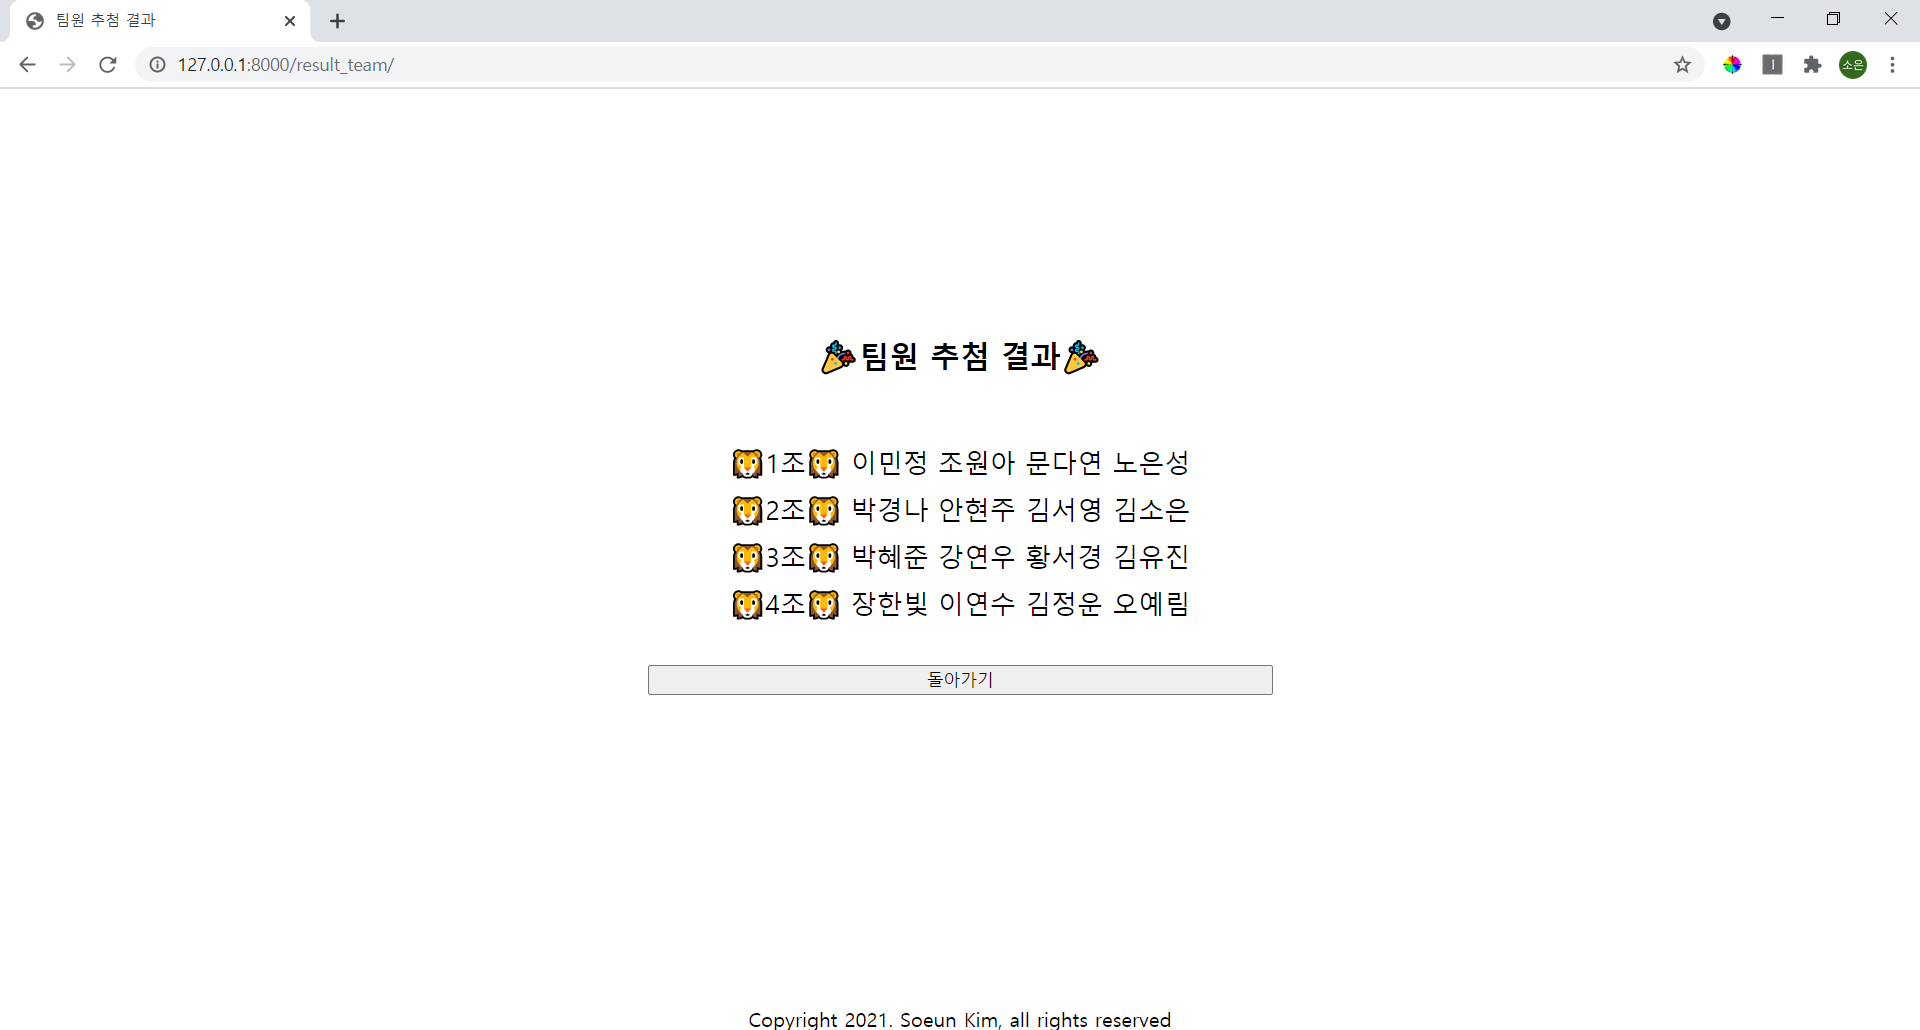 팀원 추첨 결과
127.0.0.1:8000/result_team/
소은
🎉팀원 추첨 결과🎉
🦁1조🦁 이민정 조원아 문다연 노은성
🦁2조🦁 박경나 안현주 김서영 김소은
🦁3조🦁 박혜준 강연우 황서경 김유진
🦁4조🦁 장한빛 이연수 김정운 오예림
돌아가기
Copyright 2021. Soeun Kim, all rights reserved